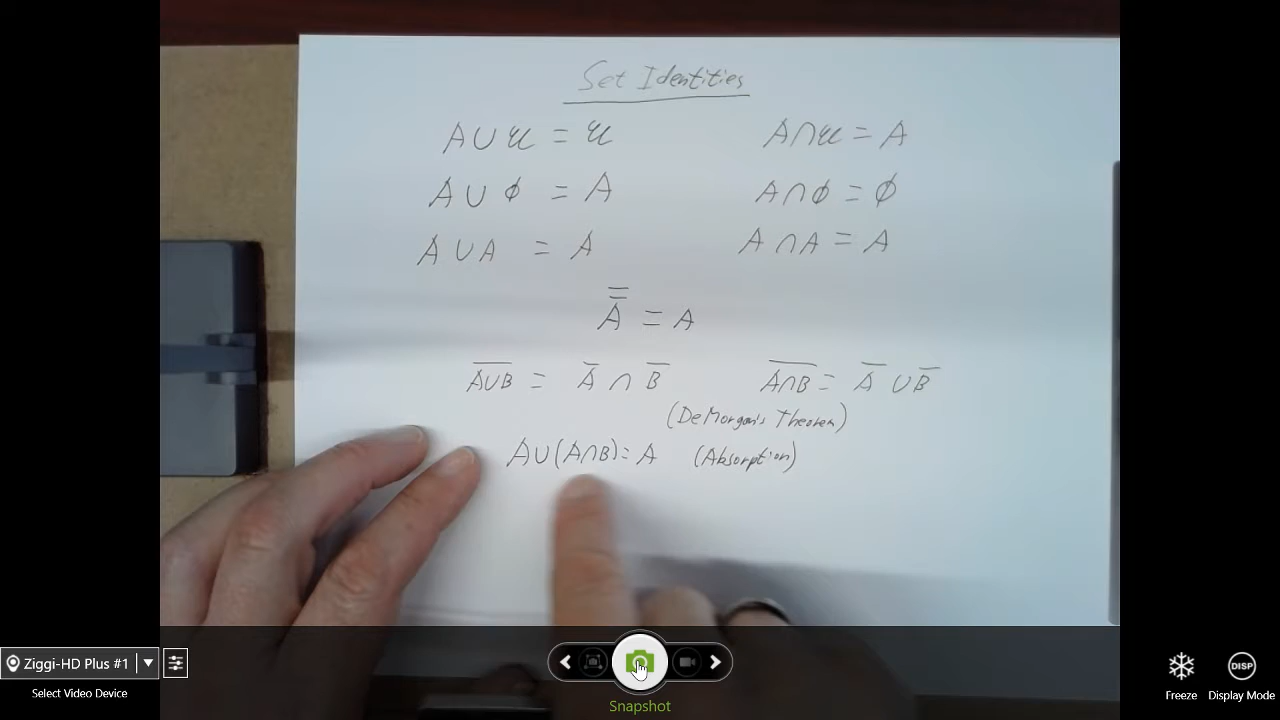 Set Identities
A ∪ 𝒰 = 𝒰 A ∩ 𝒰 = A
A ∪ ϕ = A A ∩ ϕ = ϕ
A ∪ A = A A ∩ A = A
A̿ = A
A̅∪̅B̅ = A̅ ∩ B̅ A̅∩̅B̅ = A̅ ∪ B̅
(DeMorgan's Theorem)
A ∪ (A ∩ B) = A (Absorption)
Ziggi-HD Plus #1
Select Video Device
Snapshot
Freeze
DISP
Display Mode